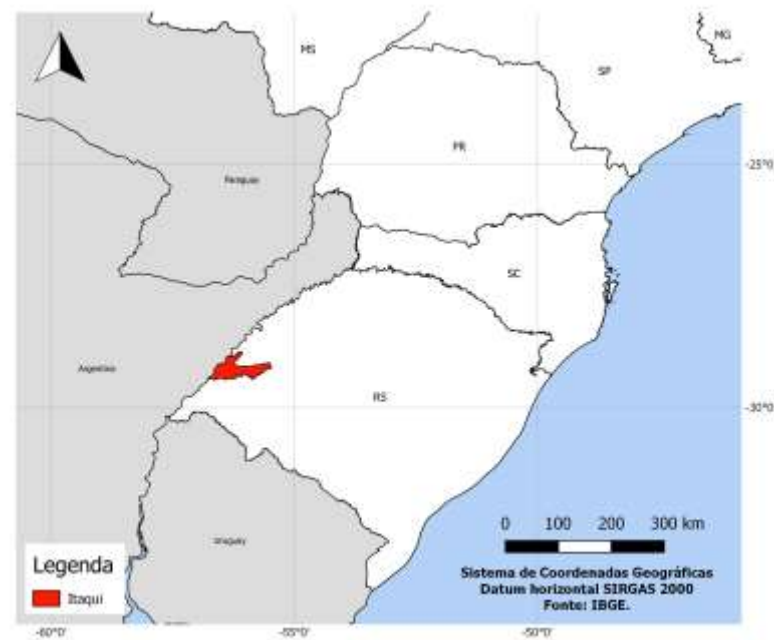 MS
MG
SP
PR
-25°0
Paraguay
SC
Argentina
RS
-30°0
0 100 200 300 km
Uruguay
Legenda
Itaqui
Sistema de Coordenadas Geográficas
Datum horizontal SIRGAS 2000
Fonte: IBGE.
-60°0 -55°0 -50°0